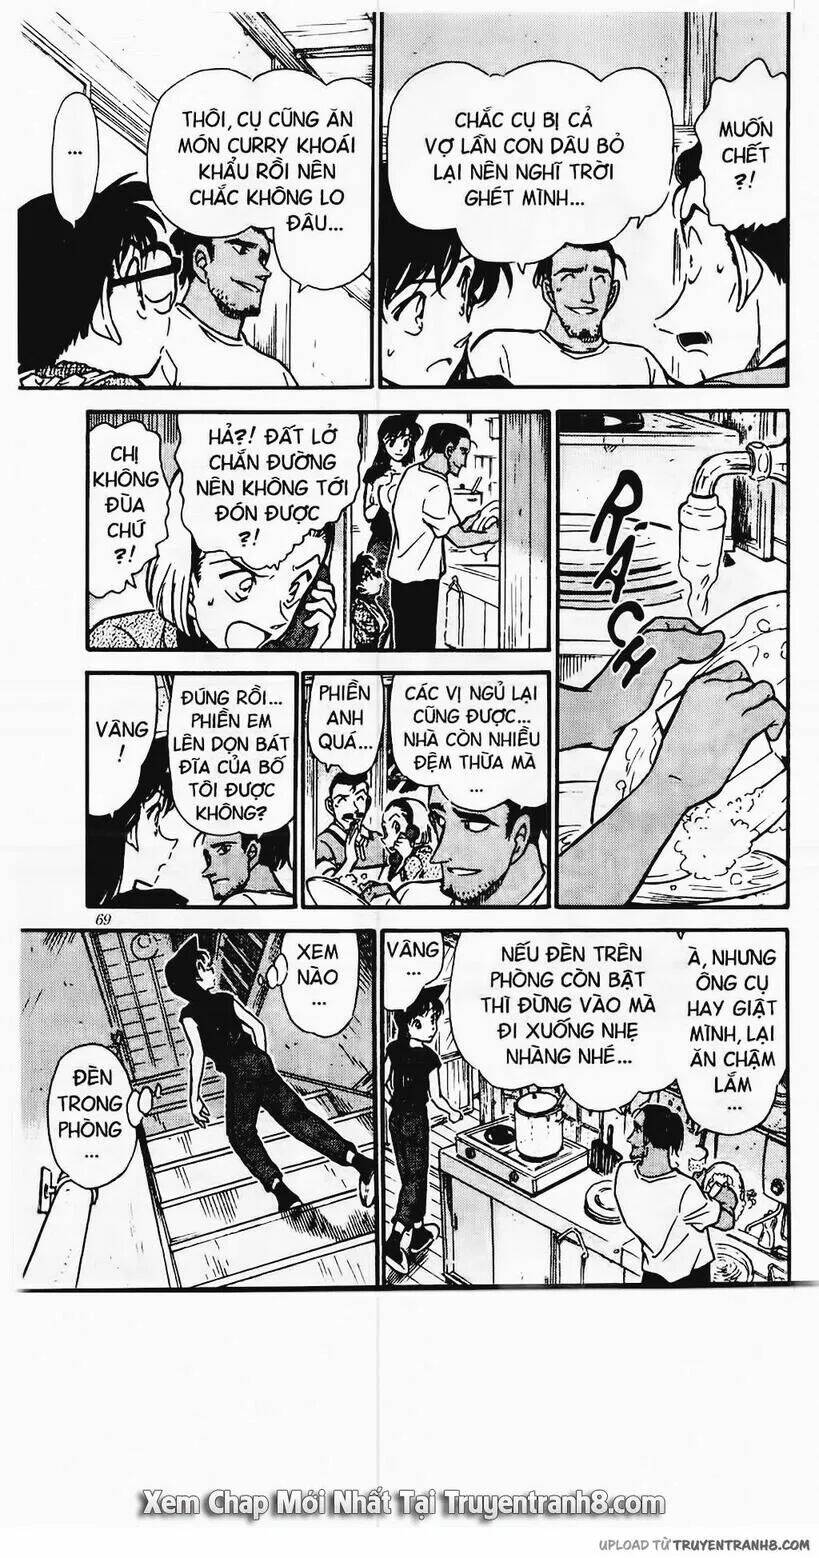 MUỐN
CHẾT
?!
CHẮC CỤ BỊ CẢ
VỢ LẪN CON DÂU BỎ
LẠI NÊN NGHĨ TRỜI
GHÉT MÌNH...
THÔI, CỤ CŨNG ĂN
MÓN CURRY KHOÁI
KHẨU RỒI NÊN
CHẮC KHÔNG LO
ĐÂU...
...
RỬA CH
HẢ?! ĐẤT LỞ
CHẮN ĐƯỜNG
NÊN KHÔNG TỚI
ĐÓN ĐƯỢC
?!
CHỊ
KHÔNG
ĐÙA
CHỨ
?!
CÁC VỊ NGỦ LẠI
CŨNG ĐƯỢC...
NHÀ CÒN NHIỀU
ĐỆM THỪA MÀ
...
PHIỀN
ANH
QUÁ...
ĐÚNG RỒI...
PHIỀN EM
LÊN DỌN BÁT
ĐĨA CỦA BỐ
TÔI ĐƯỢC
KHÔNG?
VÂNG
!
69
À, NHƯNG
ÔNG CỤ
HAY GIẬT
MÌNH, LẠI
ĂN CHẬM
LẮM
...
NẾU ĐÈN TRÊN
PHÒNG CÒN BẬT
THÌ ĐỪNG VÀO MÀ
ĐI XUỐNG NHẸ
NHÀNG NHÉ...
VÂNG
...
XEM
NÀO
...
ĐÈN
TRONG
PHÒNG
...
Xem Chap Mới Nhất Tại Truyentranh8.com
UPLOAD TỪ TRUYENTRANH8.COM